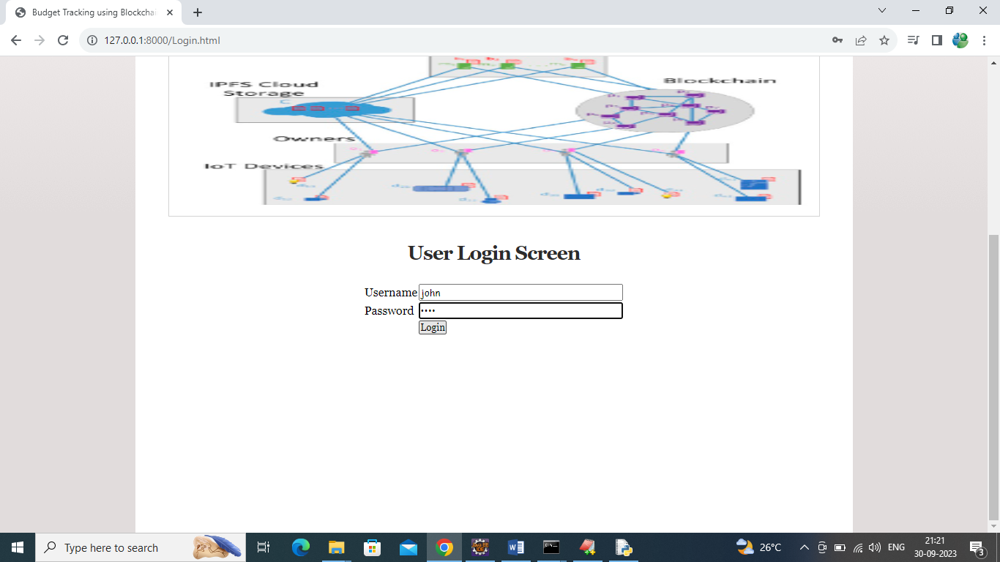 Budget Tracking using Blockchai
127.0.0.1:8000/Login.html
IPFS Cloud
Storage
Blockchain
Owners
IoT Devices
User Login Screen
Username john
Password ••••
Login
Type here to search
26°C
ENG
21:21
30-09-2023
3